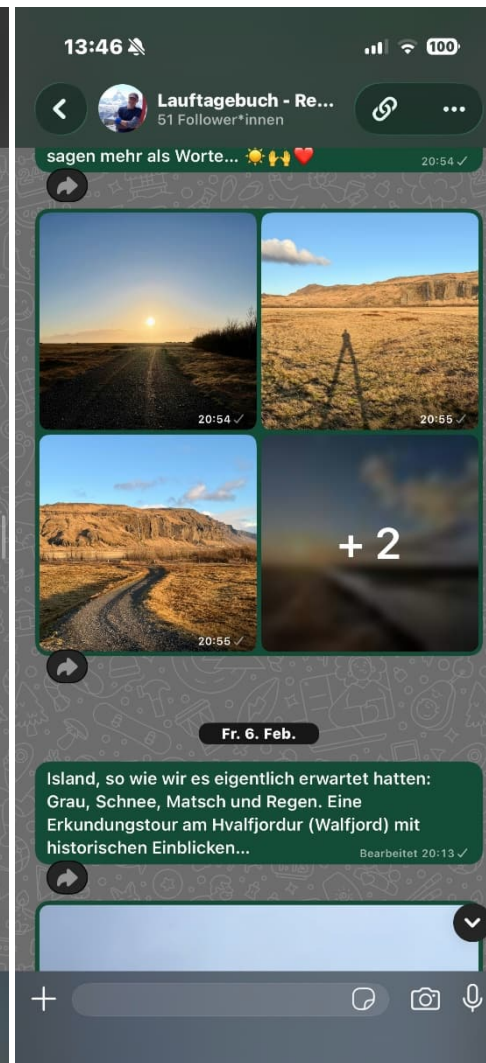 13:46
100
Lauftagebuch - Re...
51 Follower*innen
sagen mehr als Worte... ☀️🙌❤️
20:54
20:54
20:55
20:55
+ 2
Fr. 6. Feb.
Island, so wie wir es eigentlich erwartet hatten:
Grau, Schnee, Matsch und Regen. Eine
Erkundungstour am Hvalfjordur (Walfjord) mit
historischen Einblicken...
Bearbeitet 20:13